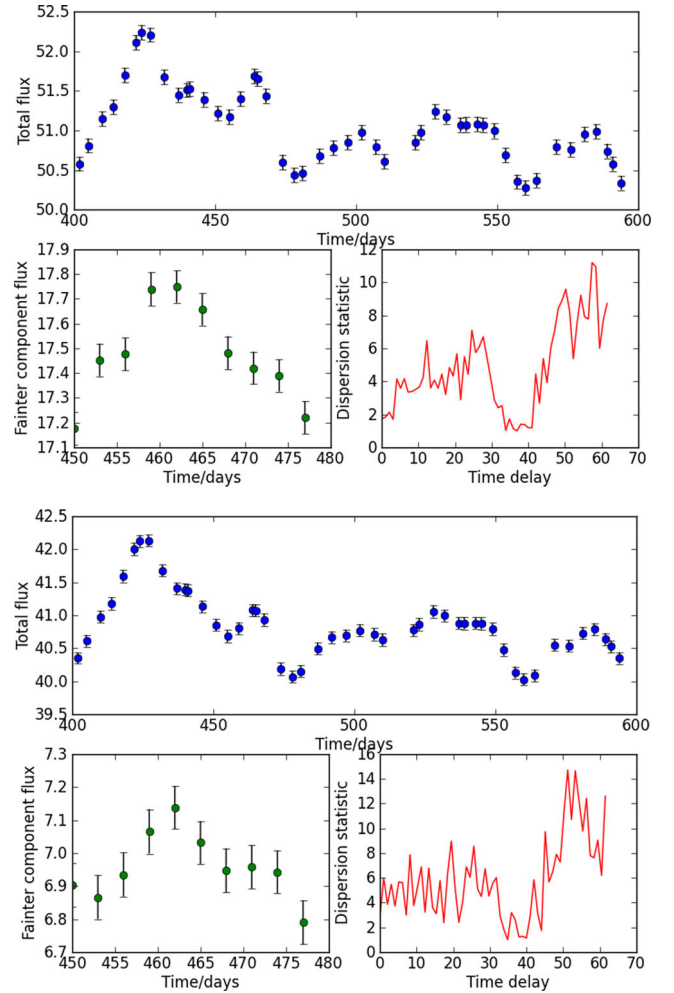 52.5
52.0
51.5
51.0
50.5
50.0
Total flux
400 450 500 550 600
Time/days
17.9
17.8
17.7
17.6
17.5
17.4
17.3
17.2
17.1
Fainter component flux
450 455 460 465 470 475 480
Time/days
12
10
8
6
4
2
0
Dispersion statistic
0 10 20 30 40 50 60 70
Time delay
42.5
42.0
41.5
41.0
40.5
40.0
39.5
Total flux
400 450 500 550 600
Time/days
7.3
7.2
7.1
7.0
6.9
6.8
6.7
Fainter component flux
450 455 460 465 470 475 480
Time/days
16
14
12
10
8
6
4
2
0
Dispersion statistic
0 10 20 30 40 50 60 70
Time delay